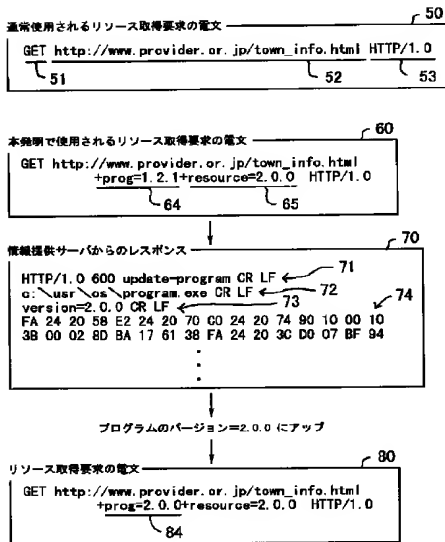 50
通常使用されるリソース取得要求の電文
GET http://www.provider.or.jp/town_info.html HTTP/1.0
51 52 53
60
本発明で使用されるリソース取得要求の電文
GET http://www.provider.or.jp/town_info.html
+prog=1.2.1+resource=2.0.0 HTTP/1.0
64 65
70
情報提供サーバからのレスポンス
HTTP/1.0 600 update-program CR LF 71
c:\usr\os\program.exe CR LF 72
version=2.0.0 CR LF 73 74
FA 24 20 58 E2 24 20 70 C0 24 20 74 90 10 00 10
3B 00 02 8D BA 17 61 38 FA 24 20 3C D0 07 BF 94
プログラムのバージョン=2.0.0 にアップ
80
リソース取得要求の電文
GET http://www.provider.or.jp/town_info.html
+prog=2.0.0+resource=2.0.0 HTTP/1.0
84